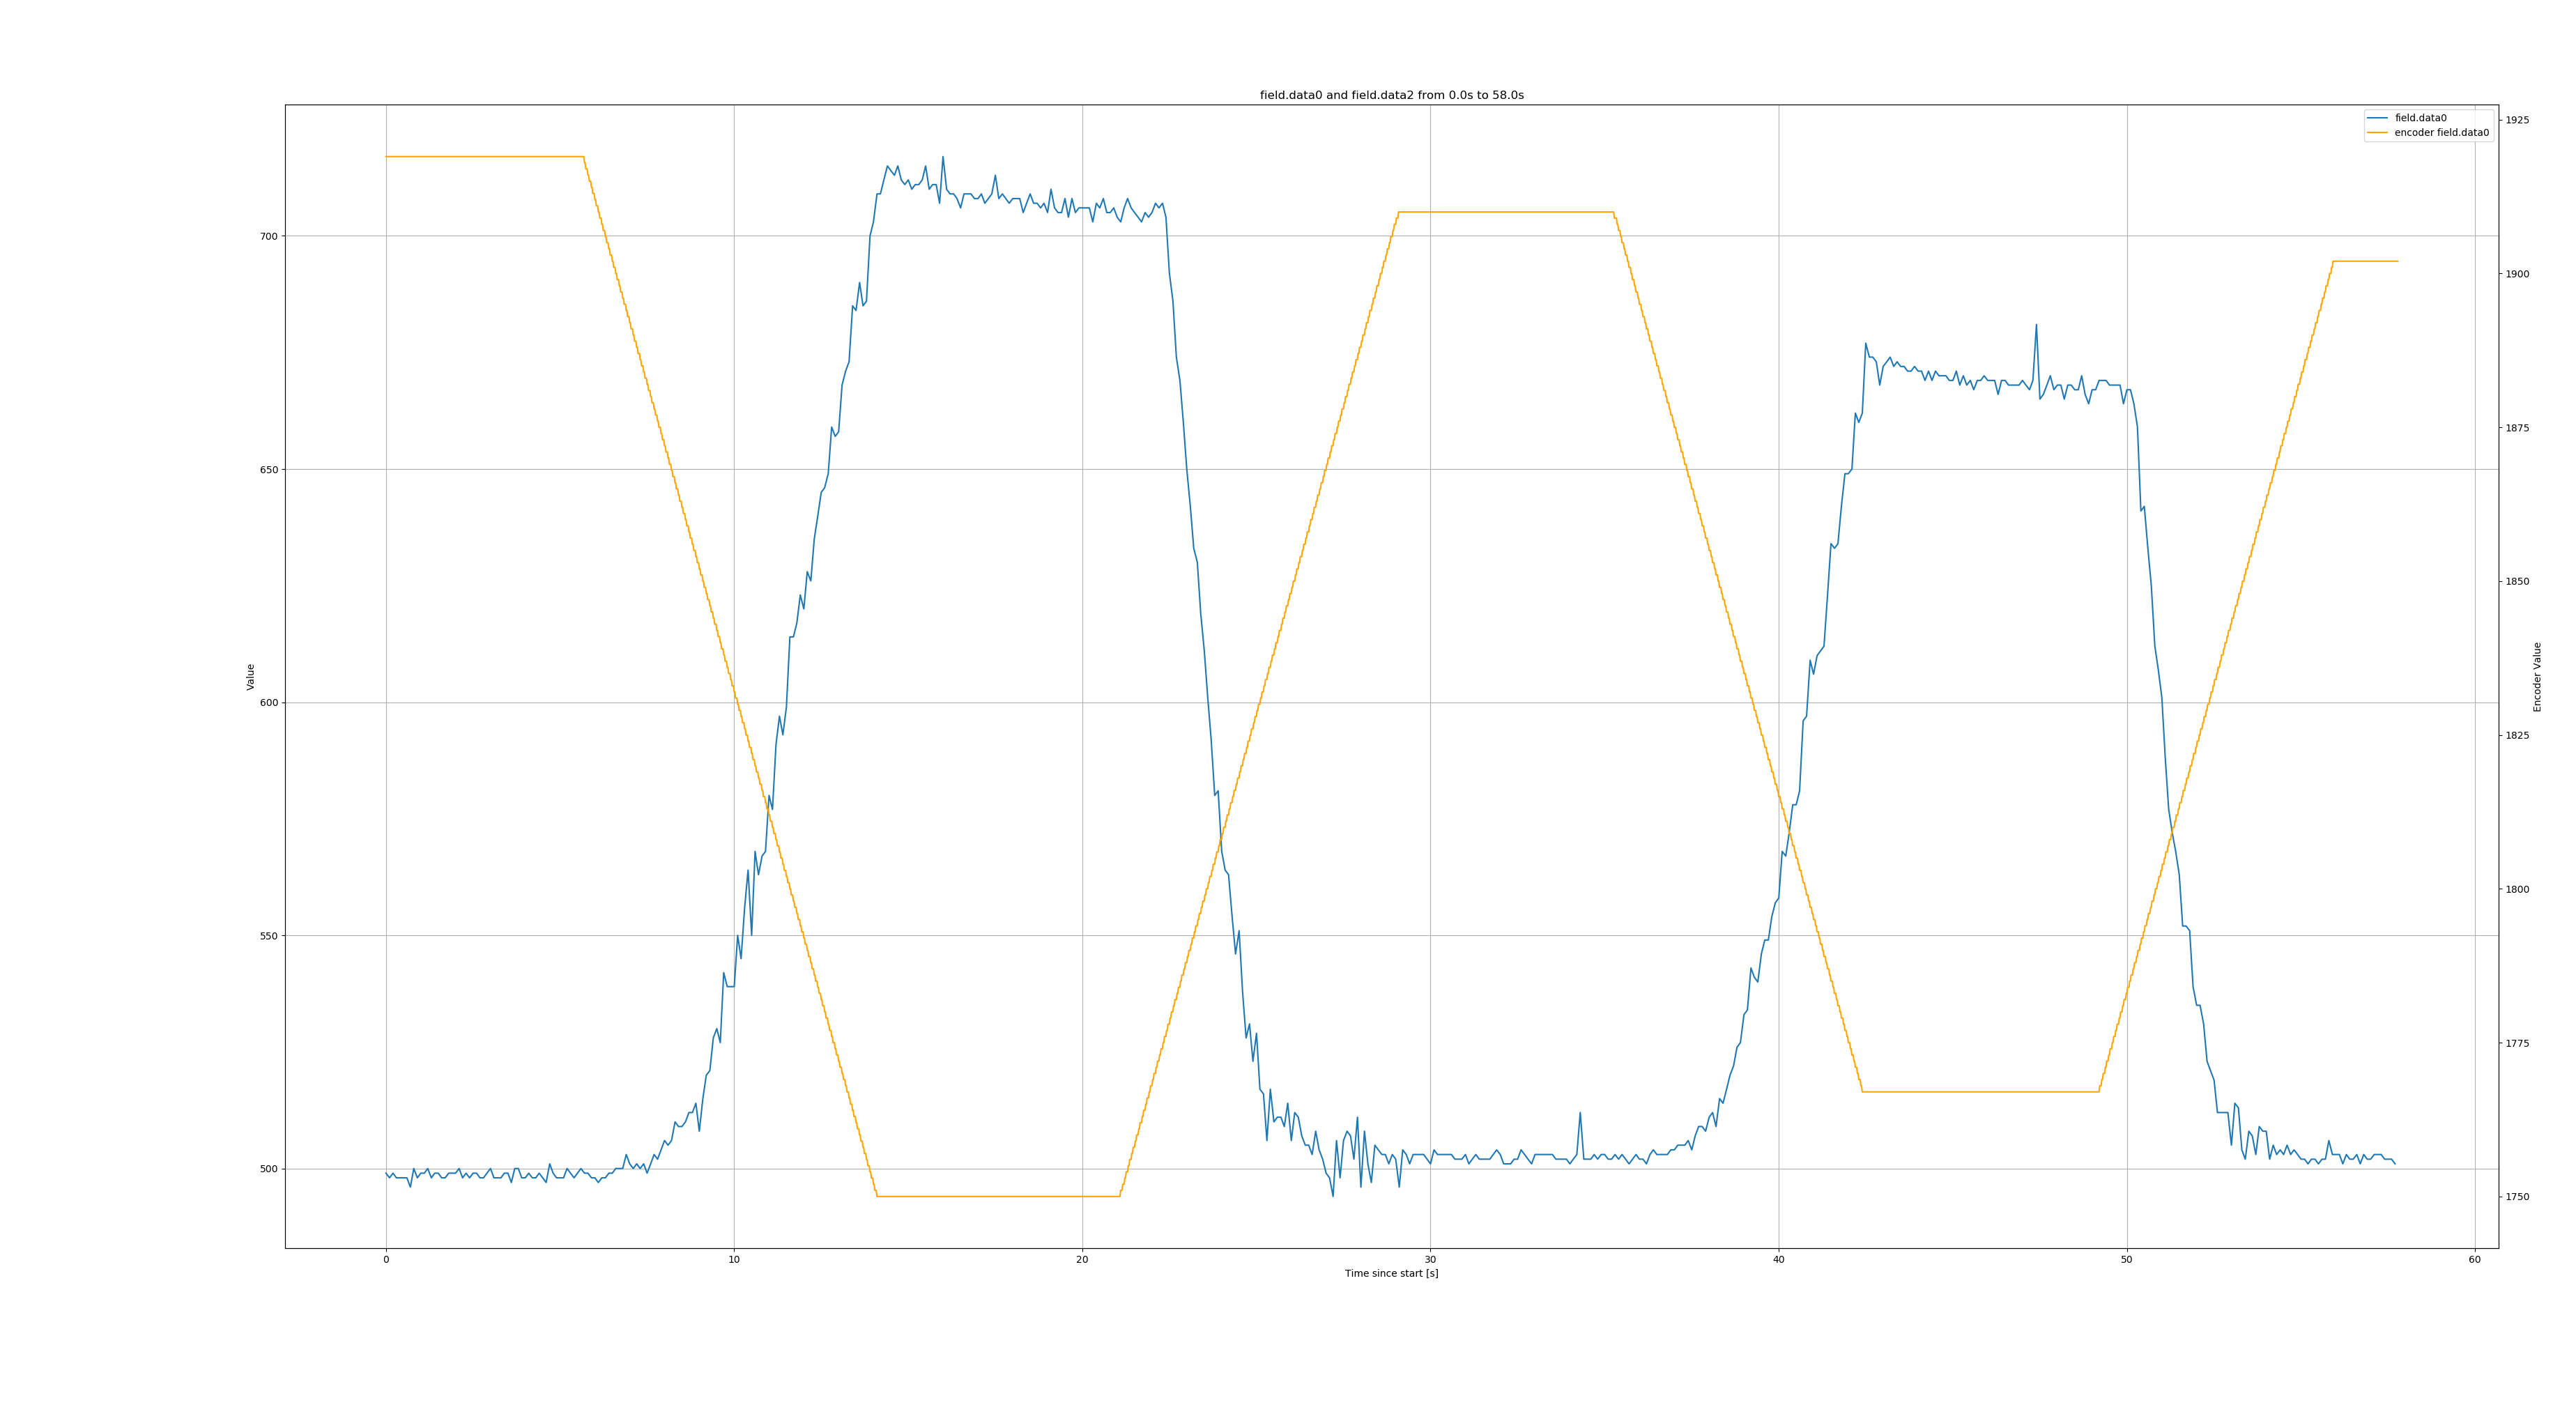 field.data0 and field.data2 from 0.0s to 58.0s
field.data0
encoder field.data0
700
650
600
550
500
Value
1925
1900
1875
1850
1825
1800
1775
1750
Encoder Value
0 10 20 30 40 50 60
Time since start [s]